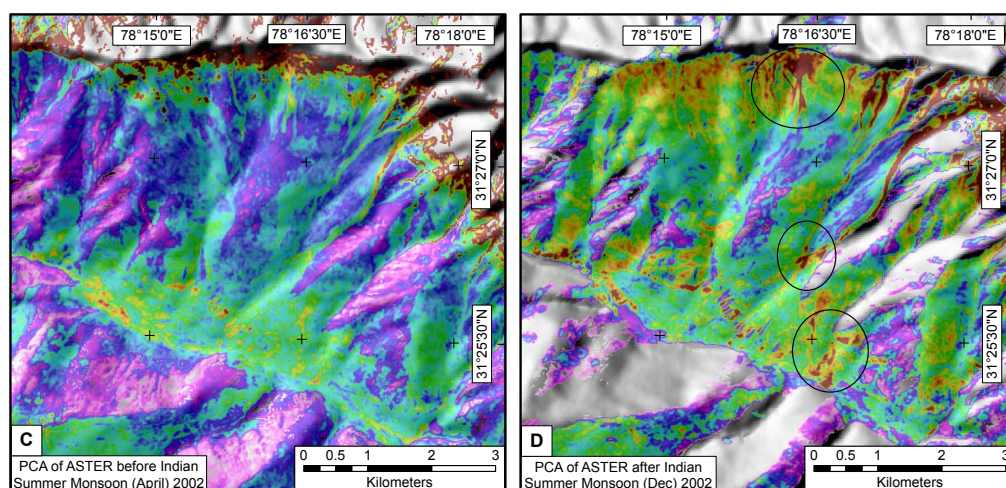 78°15'0"E
78°16'30"E
78°18'0"E
31°27'0"N
31°25'30"N
C
PCA of ASTER before Indian
Summer Monsoon (April) 2002
0 0.5 1 2 3
Kilometers
78°15'0"E
78°16'30"E
78°18'0"E
31°27'0"N
31°25'30"N
D
PCA of ASTER after Indian
Summer Monsoon (Dec) 2002
0 0.5 1 2 3
Kilometers